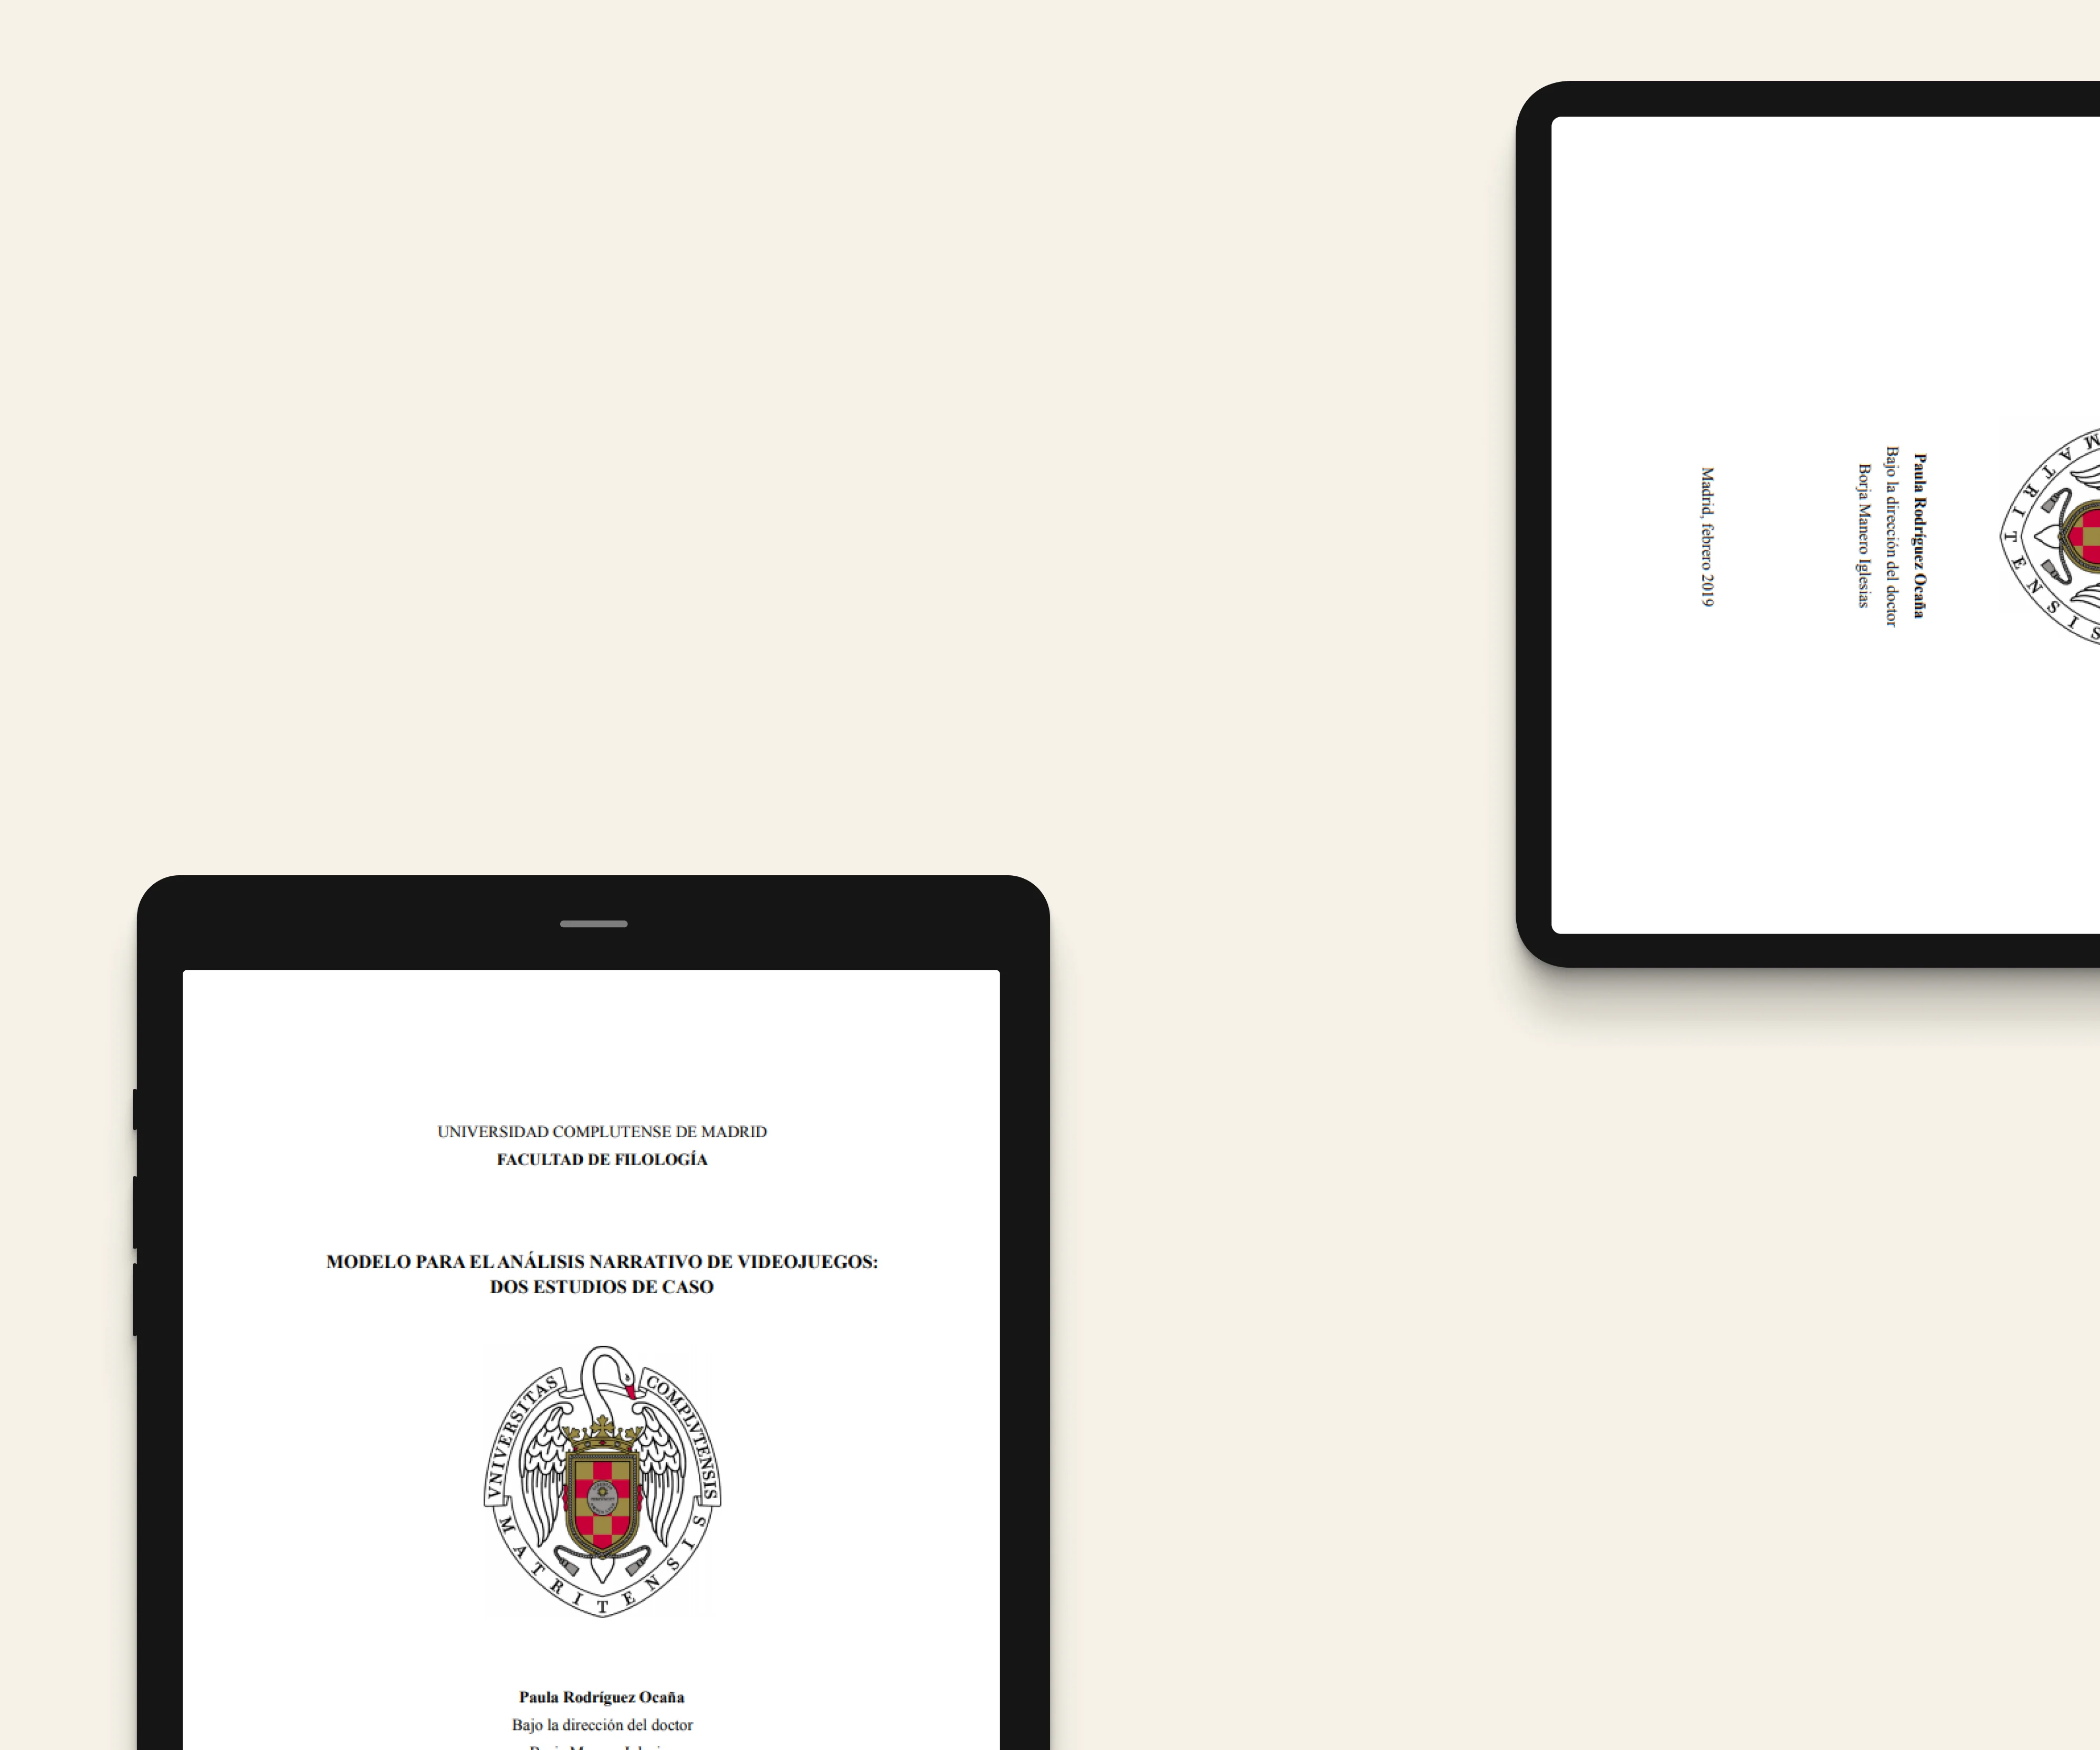 UNIVERSIDAD COMPLUTENSE DE MADRID
FACULTAD DE FILOLOGÍA
MODELO PARA EL ANÁLISIS NARRATIVO DE VIDEOJUEGOS:
DOS ESTUDIOS DE CASO
VNIVERSITAS COMPLVTENSIS
MATRITENSIS
Paula Rodríguez Ocaña
Bajo la dirección del doctor
Paula Rodríguez Ocaña
Bajo la dirección del doctor
Borja Manero Iglesias
Madrid, febrero 2019